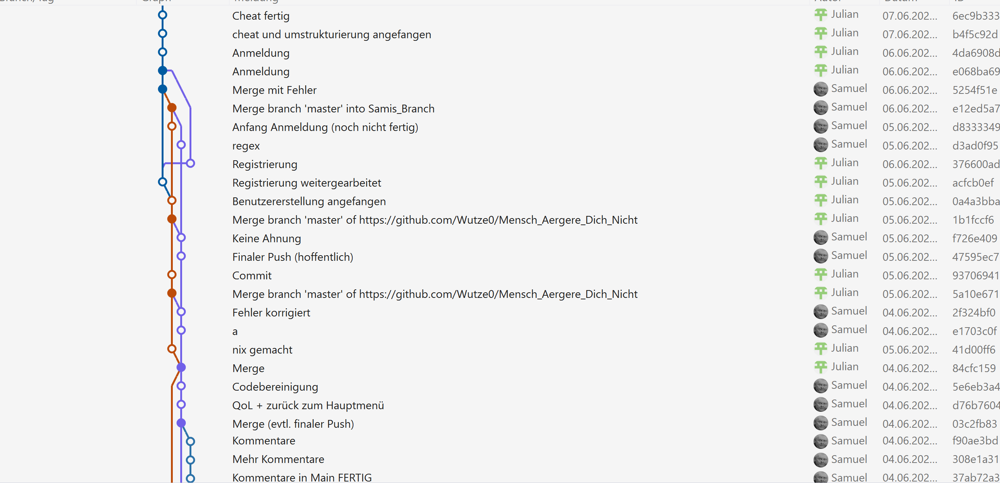 Branch/Tag Graph Meldung Autor Datum ID
Cheat fertig Julian 07.06.202... 6ec9b333
cheat und umstrukturierung angefangen Julian 07.06.202... b4f5c92d
Anmeldung Julian 06.06.202... 4da6908d
Anmeldung Julian 06.06.202... e068ba69
Merge mit Fehler Samuel 06.06.202... 5254f51e
Merge branch 'master' into Samis_Branch Samuel 06.06.202... e12ed5a7
Anfang Anmeldung (noch nicht fertig) Samuel 05.06.202... d8333349
regex Samuel 05.06.202... d3ad0f95
Registrierung Julian 06.06.202... 376600ad
Registrierung weitergearbeitet Julian 05.06.202... acfcb0ef
Benutzererstellung angefangen Julian 05.06.202... 0a4a3bba
Merge branch 'master' of https://github.com/Wutze0/Mensch_Aergere_Dich_Nicht Julian 05.06.202... 1b1fccf6
Keine Ahnung Samuel 05.06.202... f726e409
Finaler Push (hoffentlich) Samuel 05.06.202... 47595ec7
Commit Julian 05.06.202... 93706941
Merge branch 'master' of https://github.com/Wutze0/Mensch_Aergere_Dich_Nicht Julian 05.06.202... 5a10e671
Fehler korrigiert Samuel 04.06.202... 2f324bf0
a Samuel 04.06.202... e1703c0f
nix gemacht Julian 05.06.202... 41d00ff6
Merge Julian 04.06.202... 84cfc159
Codebereinigung Samuel 04.06.202... 5e6eb3a4
QoL + zurück zum Hauptmenü Samuel 04.06.202... d76b7604
Merge (evtl. finaler Push) Samuel 04.06.202... 03c2fb83
Kommentare Samuel 04.06.202... f90ae3bd
Mehr Kommentare Samuel 04.06.202... 308e1a31
Kommentare in Main FERTIG Samuel 04.06.202... 37ab72a3